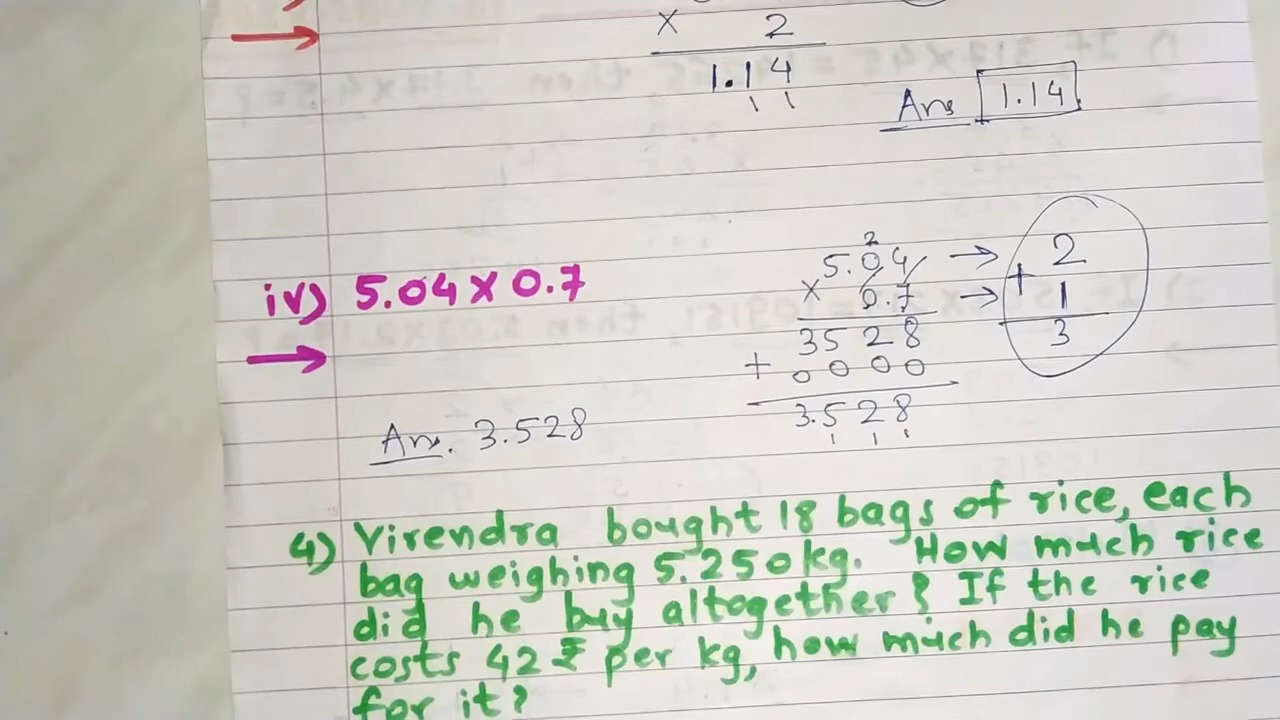 × 2
1.14
Ans 1.14
2
iv) 5.04 × 0.7
5.04 → 2
× 0.7 → + 1
3528 3
+ 0000
3.528
Ans. 3.528
4) Virendra bought 18 bags of rice, each
bag weighing 5.250kg. How much rice
did he buy altogether? If the rice
costs 42 ₹ per kg, how much did he pay
for it?